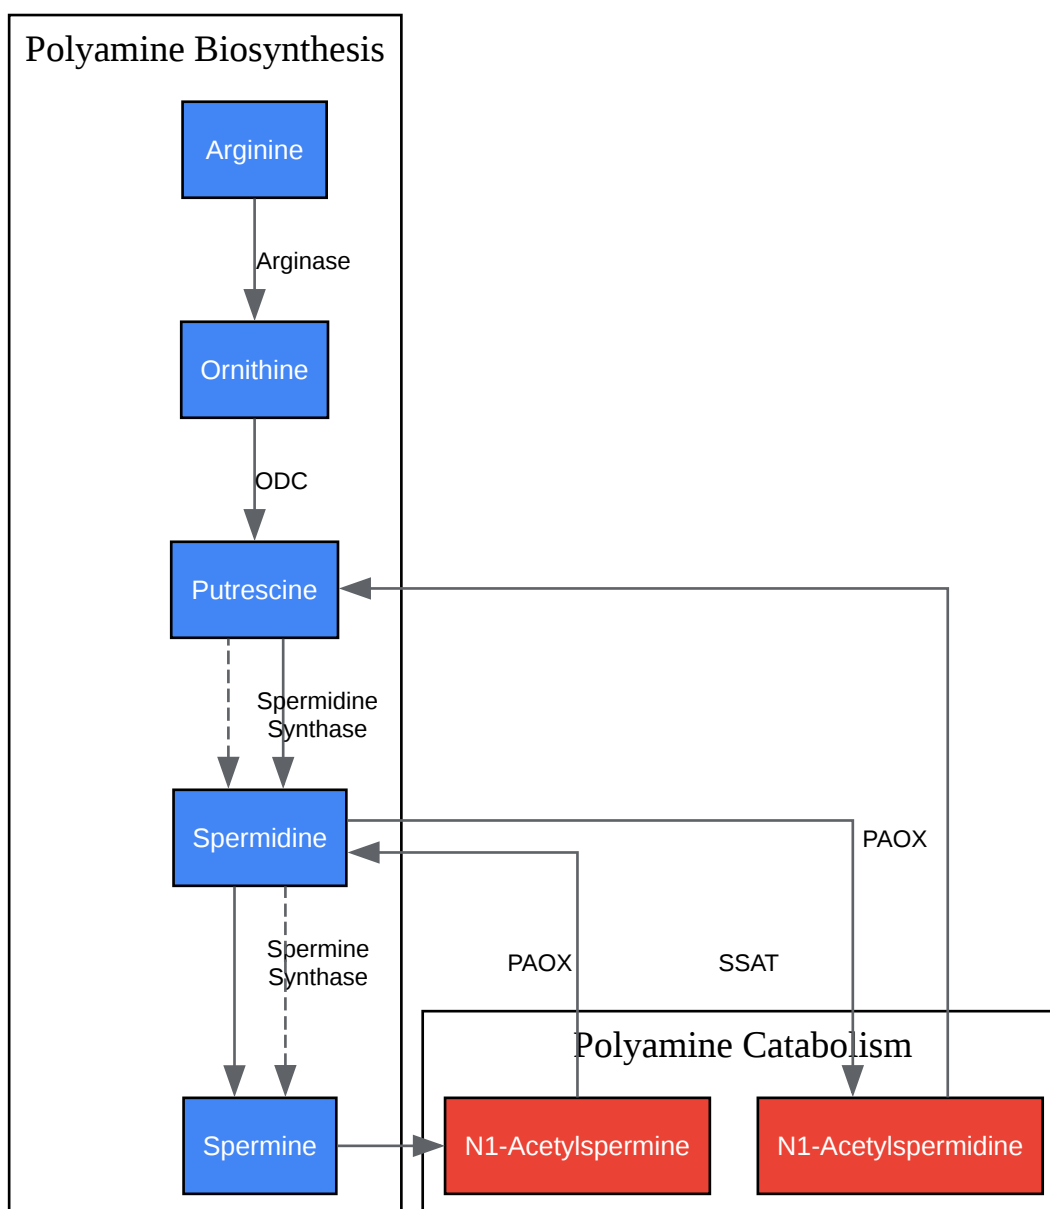 Polyamine Biosynthesis
Arginine
Arginase
Ornithine
ODC
Putrescine
Spermidine
Synthase
Spermidine
PAOX
Spermine
Synthase
PAOX
SSAT
Polyamine Catabolism
Spermine
N1-Acetylspermine
N1-Acetylspermidine